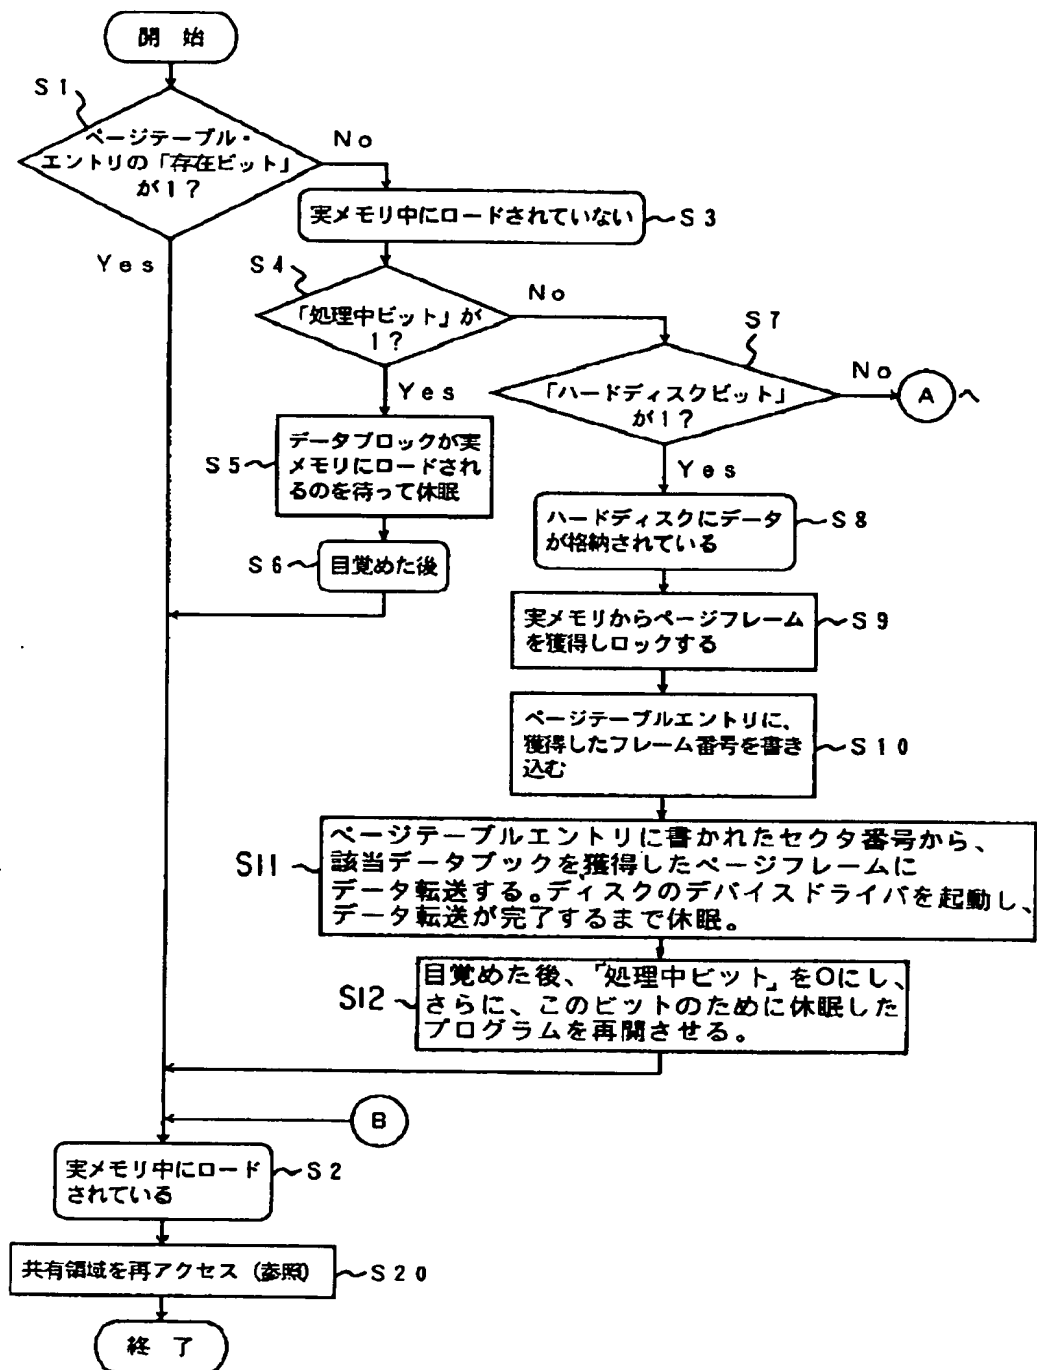 開 始
S1
ページテーブル・
エントリの「存在ビット」
が1?
No
Yes
実メモリ中にロードされていない
S3
S4
「処理中ビット」が
1?
No
Yes
S7
「ハードディスクビット」
が1?
No
A
へ
Yes
S5
データブロックが実
メモリにロードされ
るのを待って休眠
S6
目覚めた後
ハードディスクにデータ
が格納されている
S8
実メモリからページフレーム
を獲得しロックする
S9
ページテーブルエントリに、
獲得したフレーム番号を書き
込む
S10
S11
ページテーブルエントリに書かれたセクタ番号から、
該当データブックを獲得したページフレームに
データ転送する。ディスクのデバイスドライバを起動し、
データ転送が完了するまで休眠。
S12
目覚めた後、「処理中ビット」を0にし、
さらに、このビットのために休眠した
プログラムを再開させる。
B
実メモリ中にロード
されている
S2
共有領域を再アクセス(参照)
S20
終 了